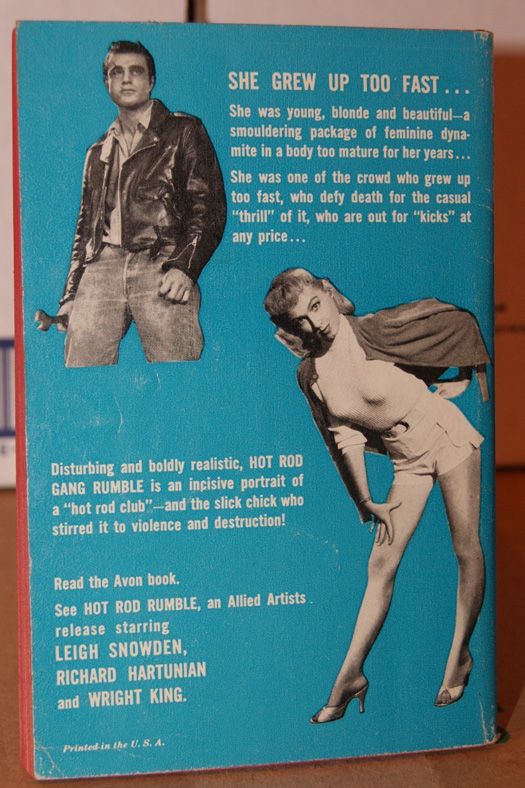 SHE GREW UP TOO FAST...
She was young, blonde and beautiful—a
smouldering package of feminine dyna-
mite in a body too mature for her years...
She was one of the crowd who grew up
too fast, who defy death for the casual
"thrill" of it, who are out for "kicks" at
any price...
Disturbing and boldly realistic, HOT ROD
GANG RUMBLE is an incisive portrait of
a "hot rod club"—and the slick chick who
stirred it to violence and destruction!
Read the Avon book.
See HOT ROD RUMBLE, an Allied Artists
release starring
LEIGH SNOWDEN,
RICHARD HARTUNIAN
and WRIGHT KING.
Printed in the U. S. A.